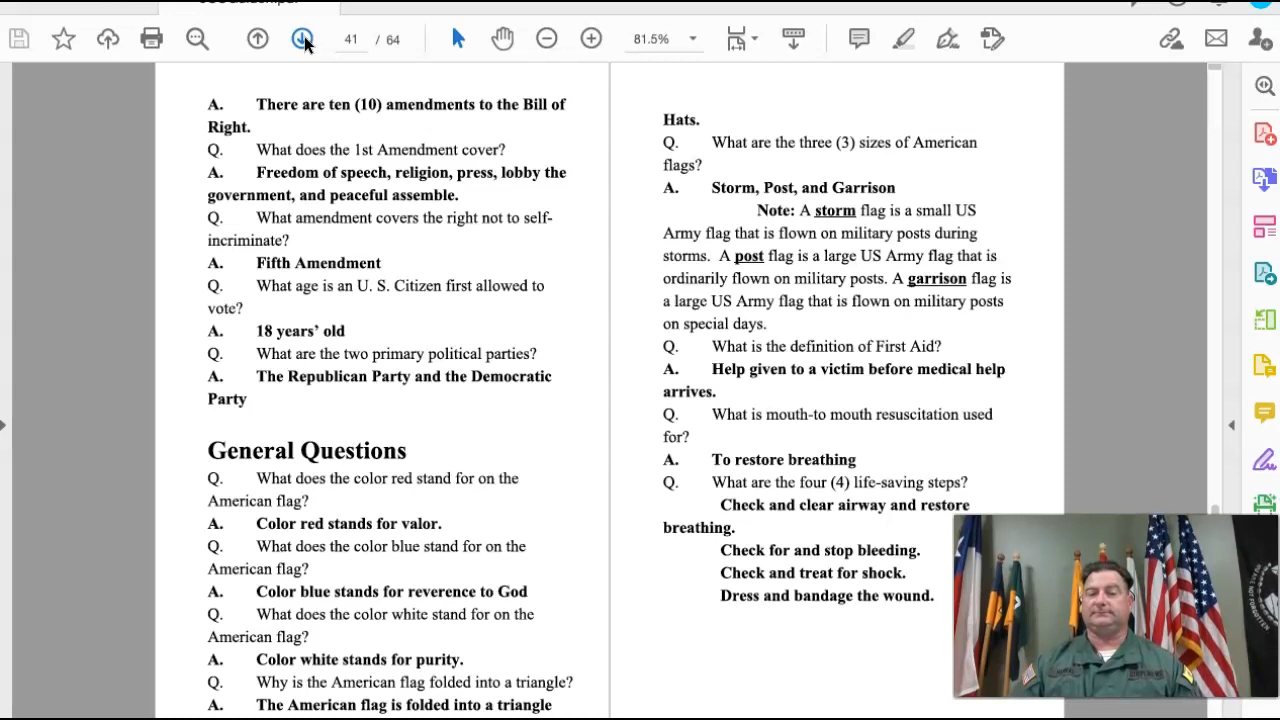 41 / 64
81.5%
A. There are ten (10) amendments to the Bill of
Right.
Q. What does the 1st Amendment cover?
A. Freedom of speech, religion, press, lobby the
government, and peaceful assemble.
Q. What amendment covers the right not to self-
incriminate?
A. Fifth Amendment
Q. What age is an U. S. Citizen first allowed to
vote?
A. 18 years’ old
Q. What are the two primary political parties?
A. The Republican Party and the Democratic
Party
General Questions
Q. What does the color red stand for on the
American flag?
A. Color red stands for valor.
Q. What does the color blue stand for on the
American flag?
A. Color blue stands for reverence to God
Q. What does the color white stand for on the
American flag?
A. Color white stands for purity.
Q. Why is the American flag folded into a triangle?
A. The American flag is folded into a triangle
Hats.
Q. What are the three (3) sizes of American
flags?
A. Storm, Post, and Garrison
Note: A storm flag is a small US
Army flag that is flown on military posts during
storms. A post flag is a large US Army flag that is
ordinarily flown on military posts. A garrison flag is
a large US Army flag that is flown on military posts
on special days.
Q. What is the definition of First Aid?
A. Help given to a victim before medical help
arrives.
Q. What is mouth-to mouth resuscitation used
for?
A. To restore breathing
Q. What are the four (4) life-saving steps?
Check and clear airway and restore
breathing.
Check for and stop bleeding.
Check and treat for shock.
Dress and bandage the wound.